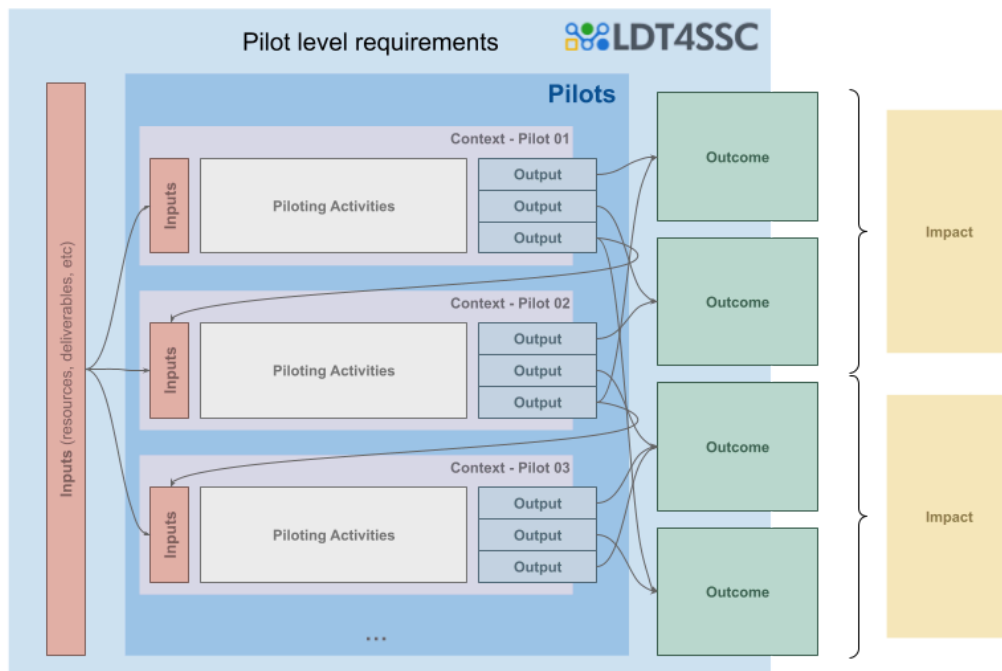 Pilot level requirements
LDT4SSC
Pilots
Inputs (resources, deliverables, etc)
Context - Pilot 01
Inputs
Piloting Activities
Output
Output
Output
Context - Pilot 02
Inputs
Piloting Activities
Output
Output
Output
Context - Pilot 03
Inputs
Piloting Activities
Output
Output
Output
...
Outcome
Outcome
Outcome
Outcome
Impact
Impact